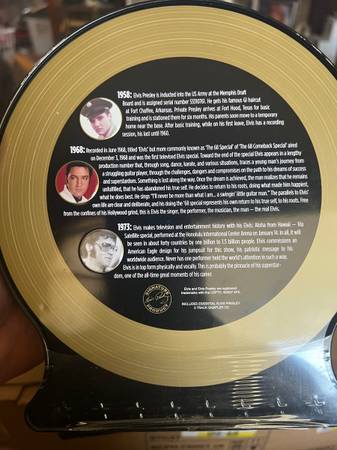 1958: Elvis Presley is inducted into the US Army at the Memphis Draft
Board and is assigned serial number 53310761. He gets his famous GI haircut
at Fort Chaffee, Arkansas. Private Presley arrives at Fort Hood, Texas for basic
training and is stationed there for six months. His parents soon move to a temporary
home near the base. After basic training, while on his first leave, Elvis has a recording
session, his last until 1960.
1968: Recorded in June 1968, titled 'Elvis' but more commonly known as 'The 68 Special' or 'The 68 Comeback Special' aired
on December 3, 1968 and was the first televised Elvis special. Toward the end of the special Elvis appears in a lengthy
production number that, through song, dance, karate, and various situations, traces a young man's journey from
a struggling guitar player, through the challenges, dangers and compromises on the path to his dreams of success
and superstardom. Something is lost along the way. Once the dream is achieved, the man realizes that he remains
unfulfilled, that he has abandoned his true self. He decides to return to his roots, doing what made him happiest,
what he does best. He sings "I'll never be more than what I am... a swingin' little guitar man." The parallels to Elvis'
own life are clear and deliberate, and his doing the '68 special represents his own return to his true self, to his roots. Free
from the confines of his Hollywood grind, this is Elvis the singer, the performer, the musician, the man — the real Elvis.
1973: Elvis makes television and entertainment history with his Elvis: Aloha from Hawaii – Via
Satellite special, performed at the Honolulu International Center Arena on January 14. In all, it will
be seen in about forty countries by one billion to 1.5 billion people. Elvis commissions an
American Eagle design for his jumpsuit for this show, his patriotic message to his
worldwide audience. Never has one performer held the world's attention in such a way.
Elvis is in top form physically and vocally. This is probably the pinnacle of his superstar-
dom, one of the all-time great moments of his career.
SIGNATURE
PRODUCT
Elvis and Elvis Presley are registered
trademarks with the USPTO. ©2007 EPE.
INCLUDES ESSENTIAL ELVIS PRESLEY